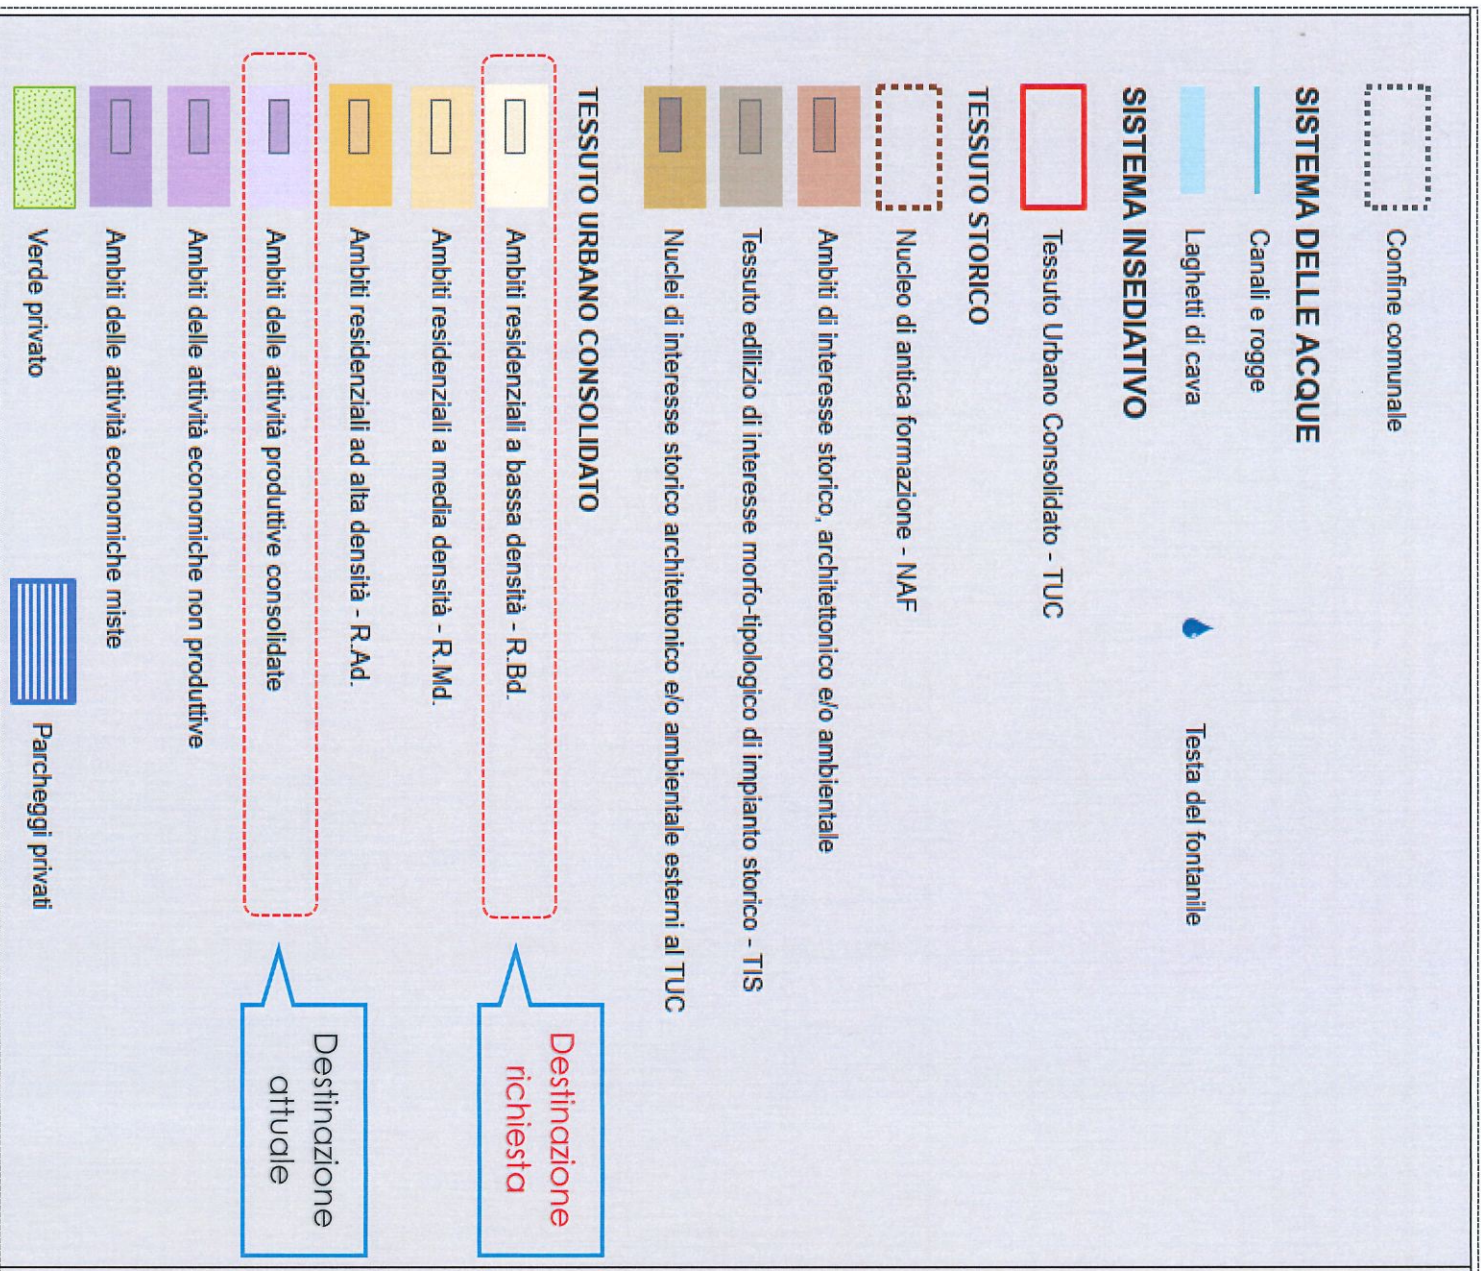 Confine comunale
SISTEMA DELLE ACQUE
Canali e rogge
Laghetti di cava
Testa del fontanile
SISTEMA INSEDIATIVO
Tessuto Urbano Consolidato - TUC
TESSUTO STORICO
Nucleo di antica formazione - NAF
Ambiti di interesse storico, architettonico e/o ambientale
Tessuto edilizio di interesse morfo-tipologico di impianto storico - TIS
Nuclei di interesse storico architettonico e/o ambientale esterni al TUC
TESSUTO URBANO CONSOLIDATO
Ambiti residenziali a bassa densità - R.Bd.
Destinazione
richiesta
Ambiti residenziali a media densità - R.Md.
Ambiti residenziali ad alta densità - R.Ad.
Ambiti delle attività produttive consolidate
Destinazione
attuale
Ambiti delle attività economiche non produttive
Ambiti delle attività economiche miste
Verde privato
Parcheggi privati